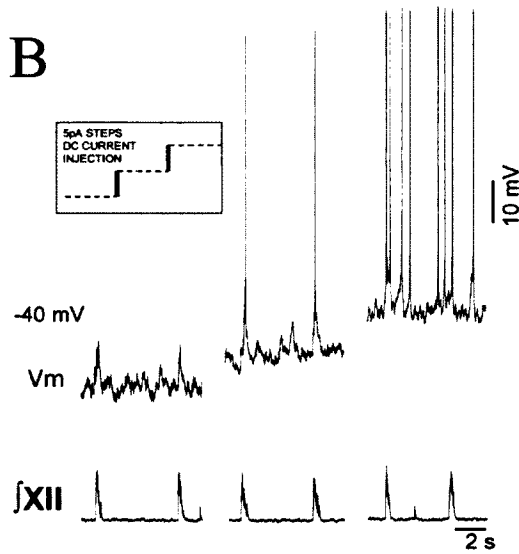 B
5pA STEPS
DC CURRENT
INJECTION
10 mV
-40 mV
Vm
∫XII
2 s